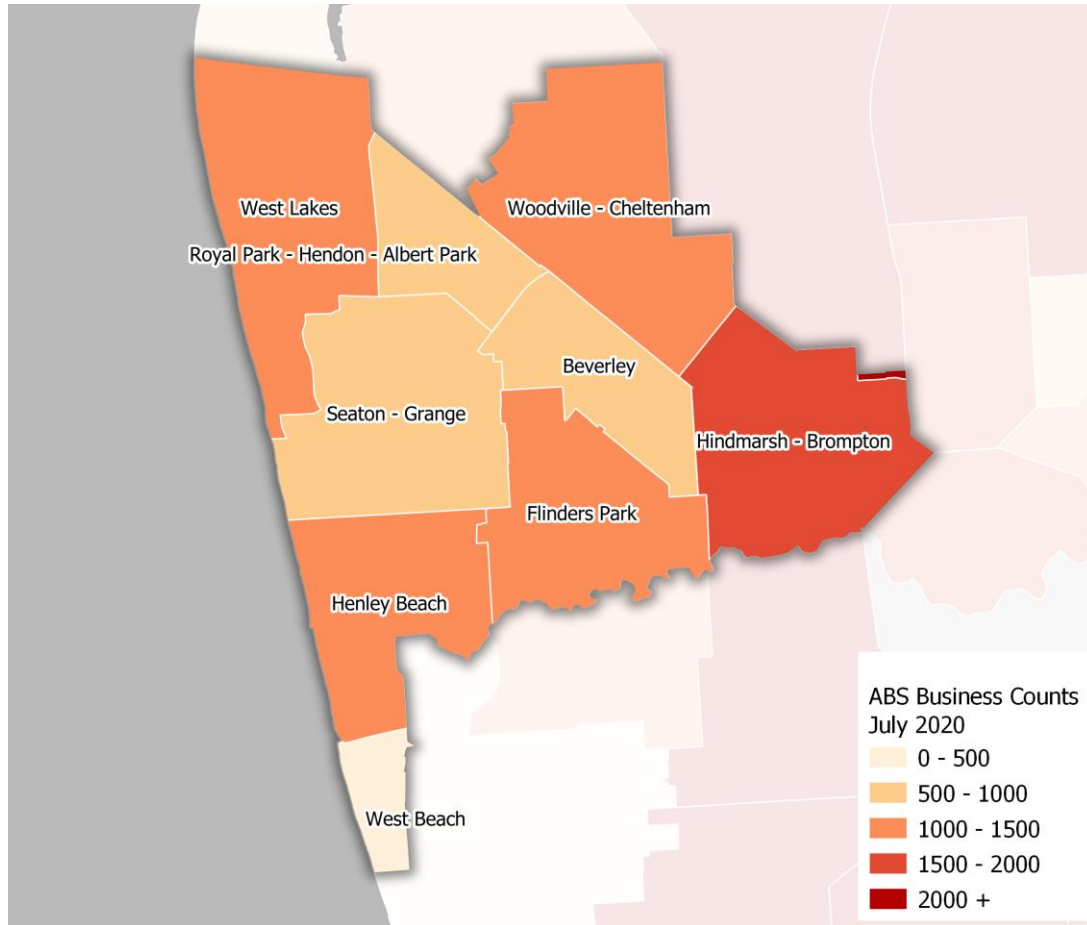 West Lakes
Woodville - Cheltenham
Royal Park - Hendon - Albert Park
Beverley
Seaton - Grange
Hindmarsh - Brompton
Flinders Park
Henley Beach
West Beach
ABS Business Counts
July 2020
0 - 500
500 - 1000
1000 - 1500
1500 - 2000
2000 +